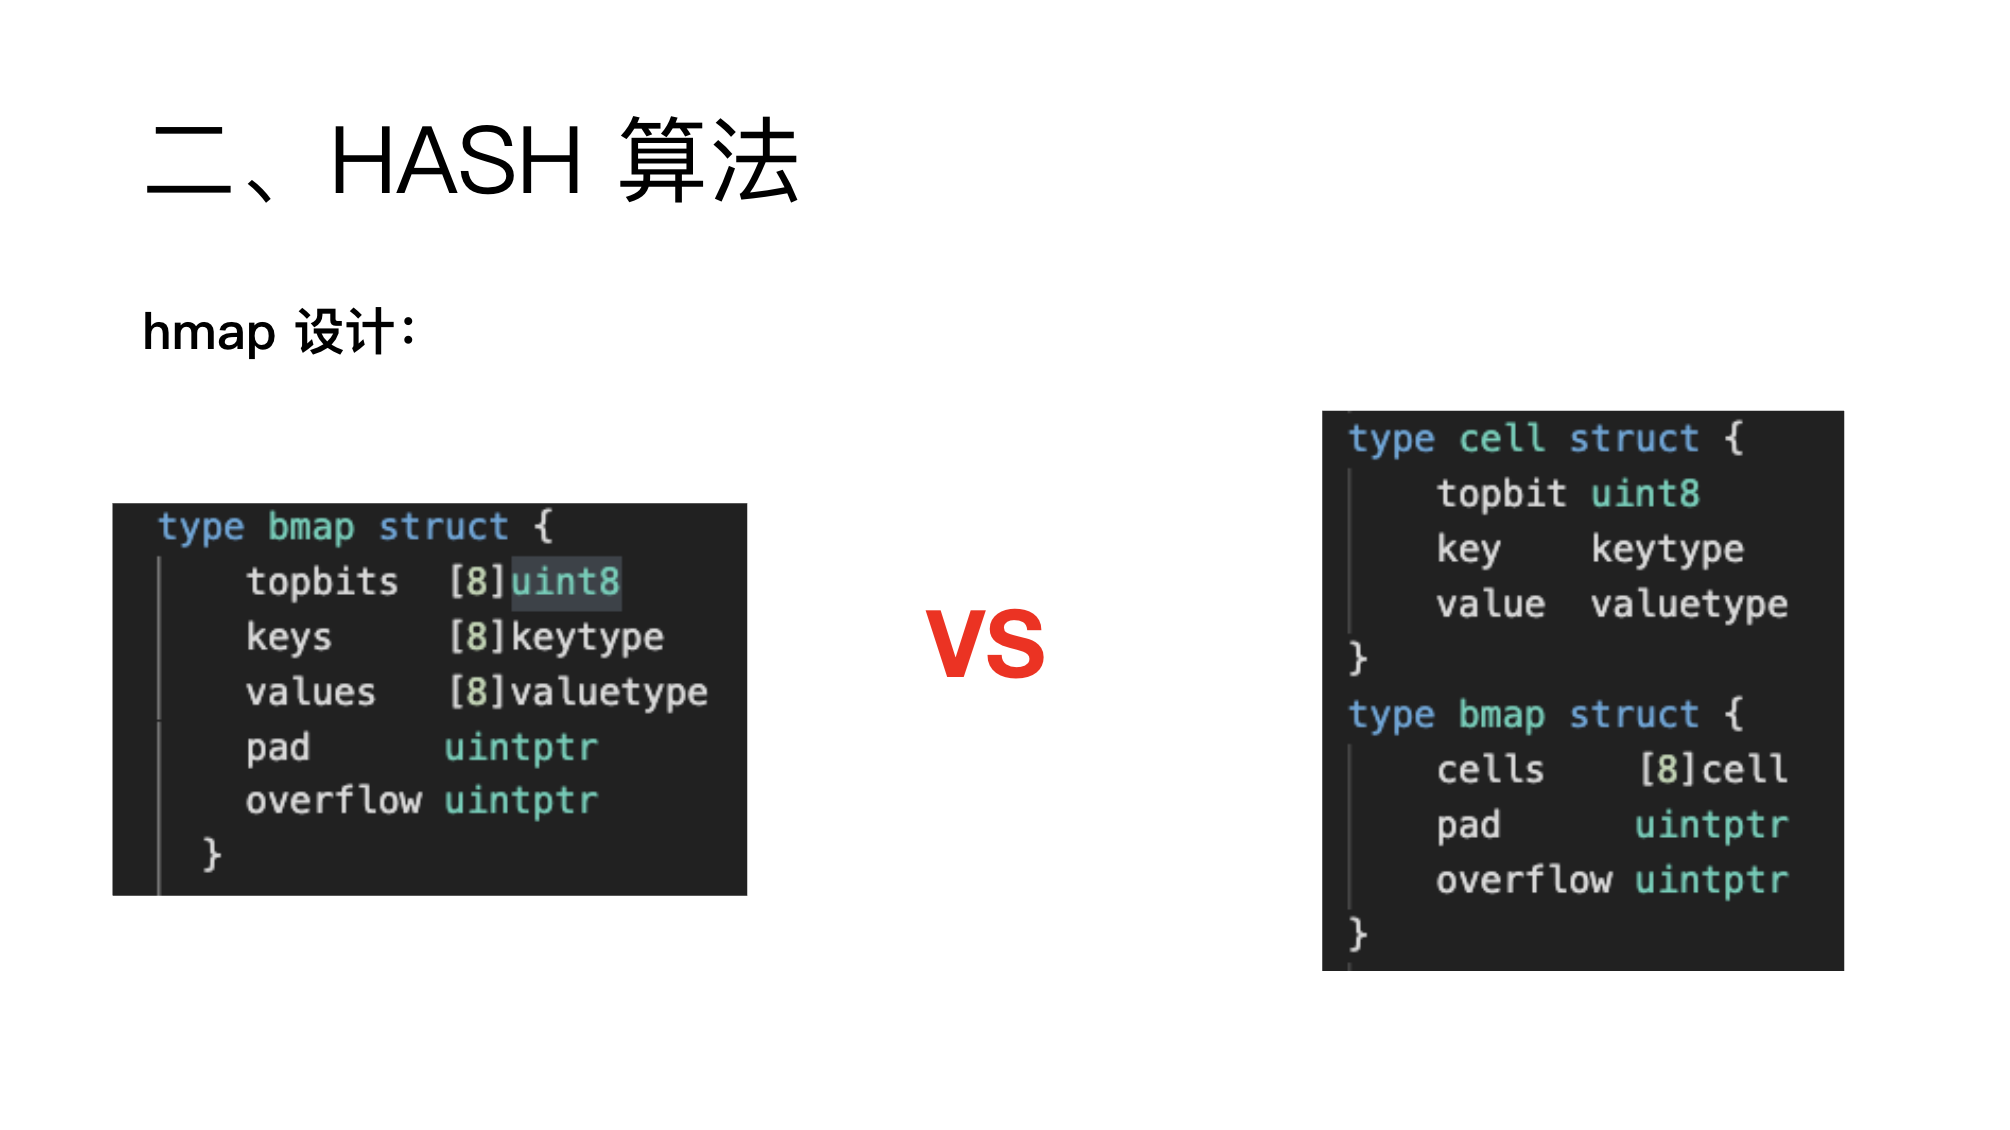 二、HASH 算法
hmap 设计：
type bmap struct {
topbits [8]uint8
keys [8]keytype
values [8]valuetype
pad uintptr
overflow uintptr
}
VS
type cell struct {
topbit uint8
key keytype
value valuetype
}
type bmap struct {
cells [8]cell
pad uintptr
overflow uintptr
}